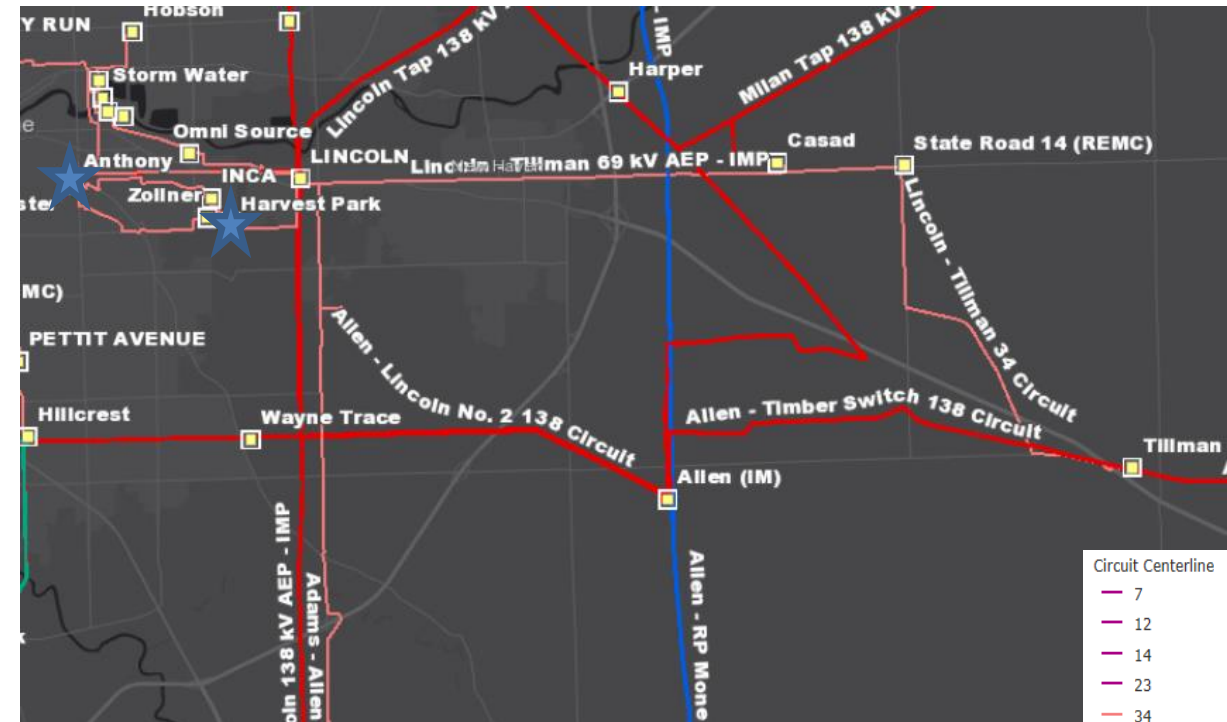 Hobson
Y RUN
Storm Water
Lincoln Tap 138 kV
IMP
Harper
Milan Tap 138 kV
e
Omni Source
Casad
State Road 14 (REMC)
Anthony
LINCOLN
Lincoln - Tillman 69 kV AEP - IMP
INCA
Zollner
Harvest Park
Lincoln - Tillman 34 Circuit
MC)
PETTIT AVENUE
Allen - Lincoln No. 2 138 Circuit
Hillcrest
Wayne Trace
Allen - Timber Switch 138 Circuit
Tillman
Allen (IM)
oln 138 kV AEP - IMP
Adams - Allen
Allen - RP Mone
Circuit Centerline
7
12
14
23
34